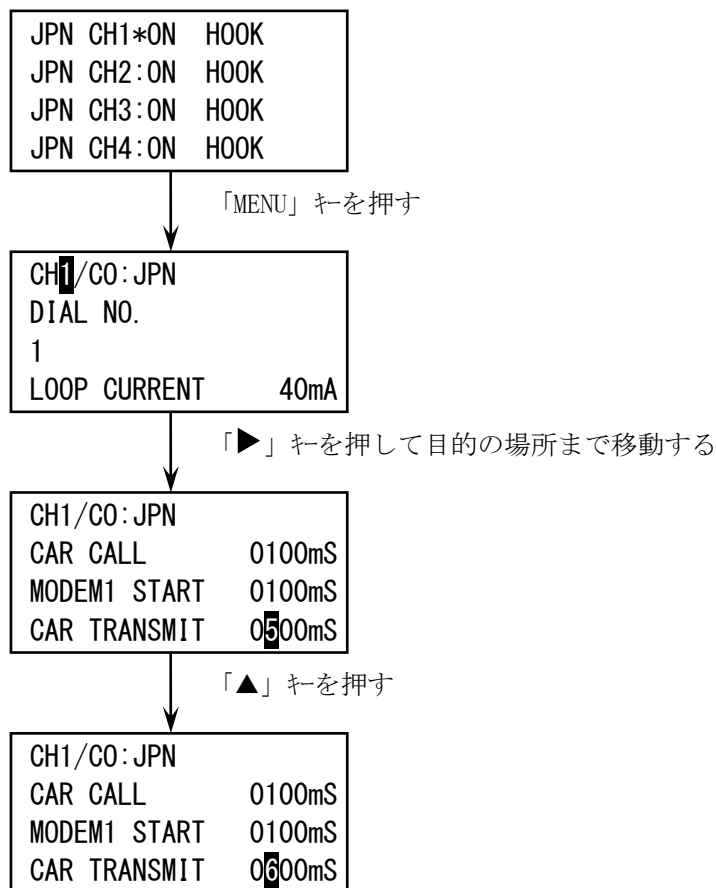 JPN CH1*ON HOOK
JPN CH2:ON HOOK
JPN CH3:ON HOOK
JPN CH4:ON HOOK
「MENU」キーを押す
CH1/CO:JPN
DIAL NO.
1
LOOP CURRENT 40mA
「▶」キーを押して目的の場所まで移動する
CH1/CO:JPN
CAR CALL 0100mS
MODEM1 START 0100mS
CAR TRANSMIT 0500mS
「▲」キーを押す
CH1/CO:JPN
CAR CALL 0100mS
MODEM1 START 0100mS
CAR TRANSMIT 0600mS